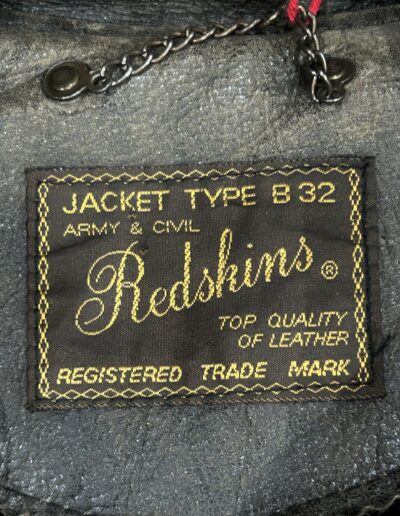 JACKET TYPE B 32
ARMY & CIVIL
Redskins ®
TOP QUALITY
OF LEATHER
REGISTERED TRADE MARK